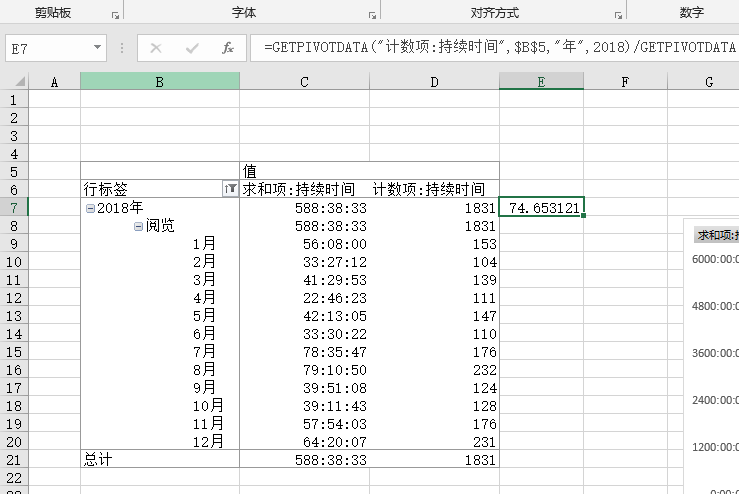 剪贴板 字体 对齐方式 数字
E7 fx =GETPIVOTDATA("计数项:持续时间",$B$5,"年",2018)/GETPIVOTDATA
A B C D E F G
1
2
3
4
5 值
6 行标签 求和项:持续时间 计数项:持续时间
7 2018年 588:38:33 1831 74.653121
8 阅览 588:38:33 1831
9 1月 56:08:00 153
10 2月 33:27:12 104
11 3月 41:29:53 139
12 4月 22:46:23 111
13 5月 42:13:05 147
14 6月 33:30:22 110
15 7月 78:35:47 176
16 8月 79:10:50 232
17 9月 39:51:08 124
18 10月 39:11:43 128
19 11月 57:54:03 176
20 12月 64:20:07 231
21 总计 588:38:33 1831
22
求和项:
6000:00:0
4800:00:0
3600:00:0
2400:00:0
1200:00:0
0:00:0